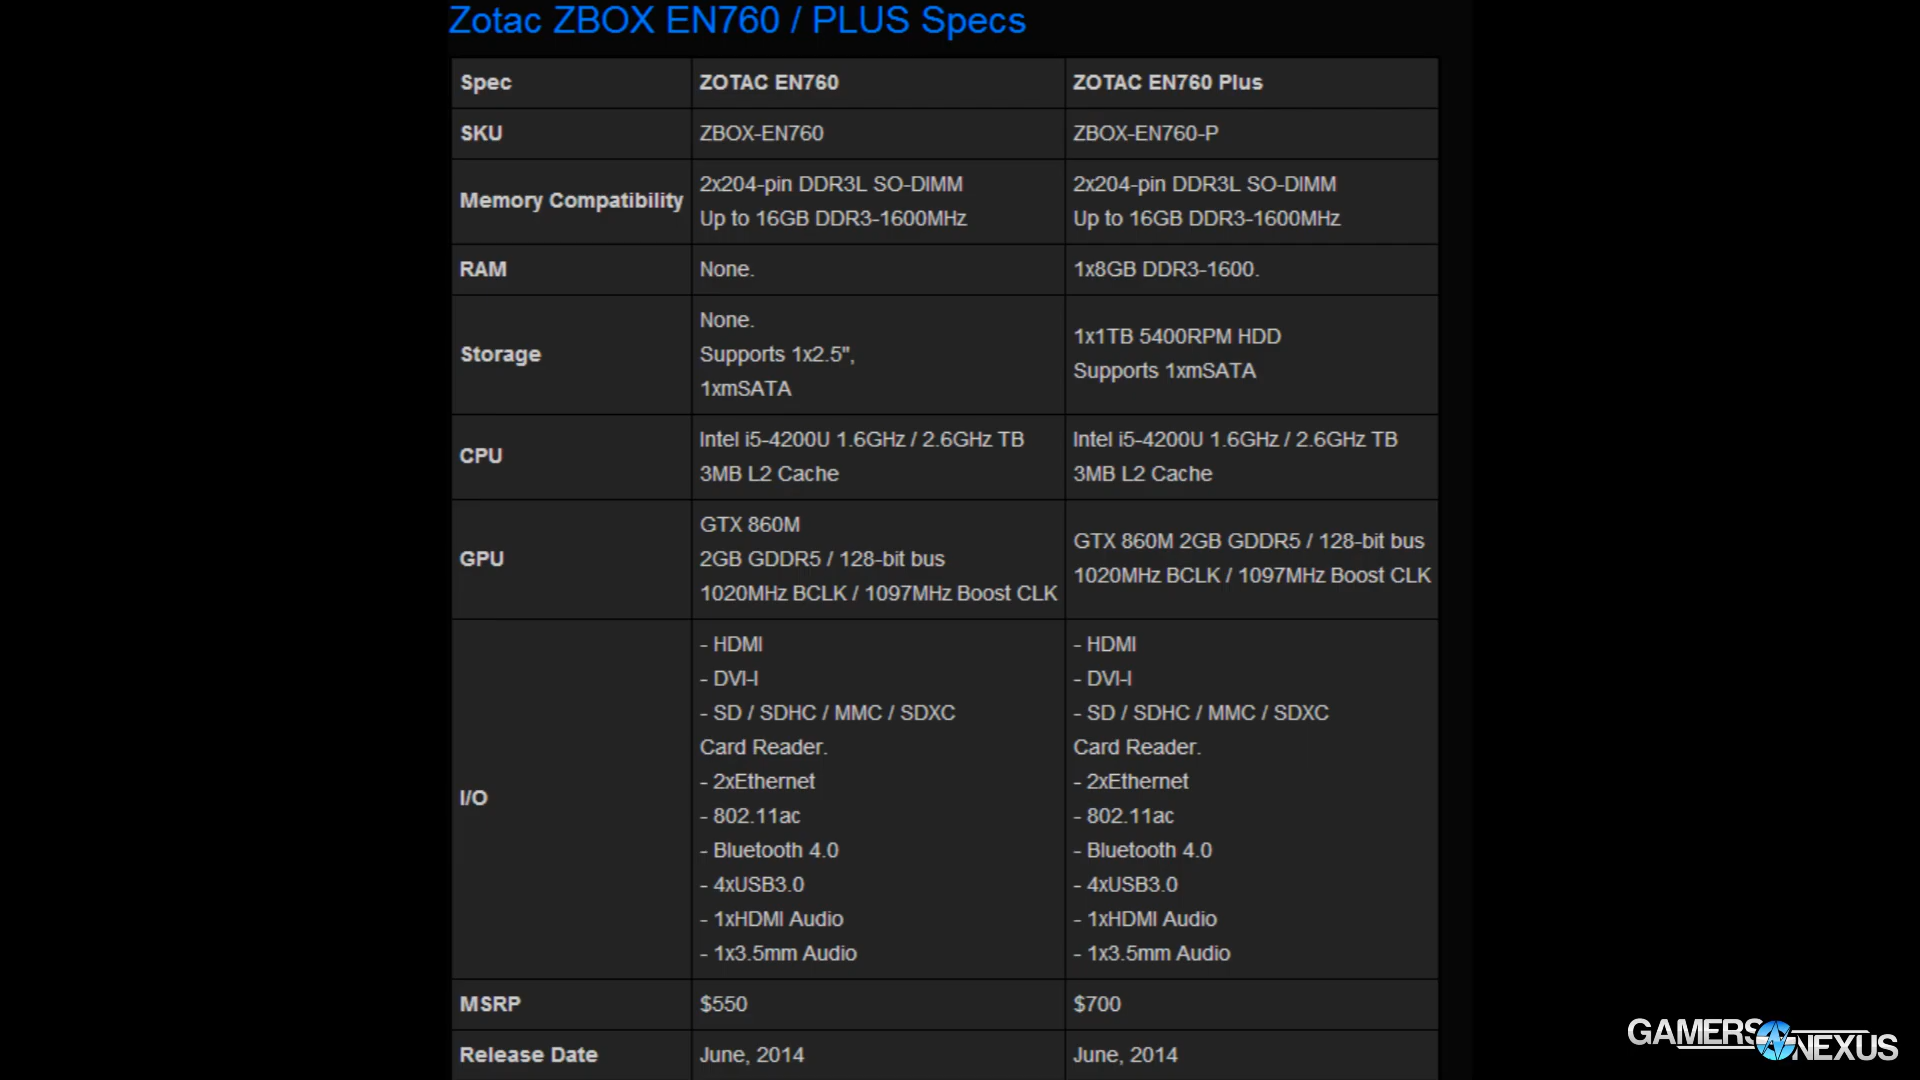 Zotac ZBOX EN760 / PLUS Specs
Spec ZOTAC EN760 ZOTAC EN760 Plus
SKU ZBOX-EN760 ZBOX-EN760-P
Memory Compatibility
2x204-pin DDR3L SO-DIMM
Up to 16GB DDR3-1600MHz
2x204-pin DDR3L SO-DIMM
Up to 16GB DDR3-1600MHz
RAM None. 1x8GB DDR3-1600.
Storage
None.
Supports 1x2.5",
1xmSATA
1x1TB 5400RPM HDD
Supports 1xmSATA
CPU
Intel i5-4200U 1.6GHz / 2.6GHz TB
3MB L2 Cache
Intel i5-4200U 1.6GHz / 2.6GHz TB
3MB L2 Cache
GPU
GTX 860M
2GB GDDR5 / 128-bit bus
1020MHz BCLK / 1097MHz Boost CLK
GTX 860M 2GB GDDR5 / 128-bit bus
1020MHz BCLK / 1097MHz Boost CLK
I/O
- HDMI
- DVI-I
- SD / SDHC / MMC / SDXC
Card Reader.
- 2xEthernet
- 802.11ac
- Bluetooth 4.0
- 4xUSB3.0
- 1xHDMI Audio
- 1x3.5mm Audio
- HDMI
- DVI-I
- SD / SDHC / MMC / SDXC
Card Reader.
- 2xEthernet
- 802.11ac
- Bluetooth 4.0
- 4xUSB3.0
- 1xHDMI Audio
- 1x3.5mm Audio
MSRP $550 $700
Release Date June, 2014 June, 2014
GAMERS
NEXUS